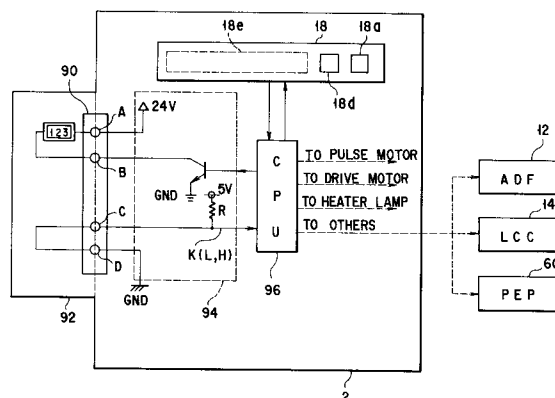 18e
18
18a
18d
90
A
24V
123
B
GND
5V
R
C
K(L,H)
D
GND
92
94
C P U
96
TO PULSE MOTOR
TO DRIVE MOTOR
TO HEATER LAMP
TO OTHERS
12
ADF
14
LCC
60
PEP
2